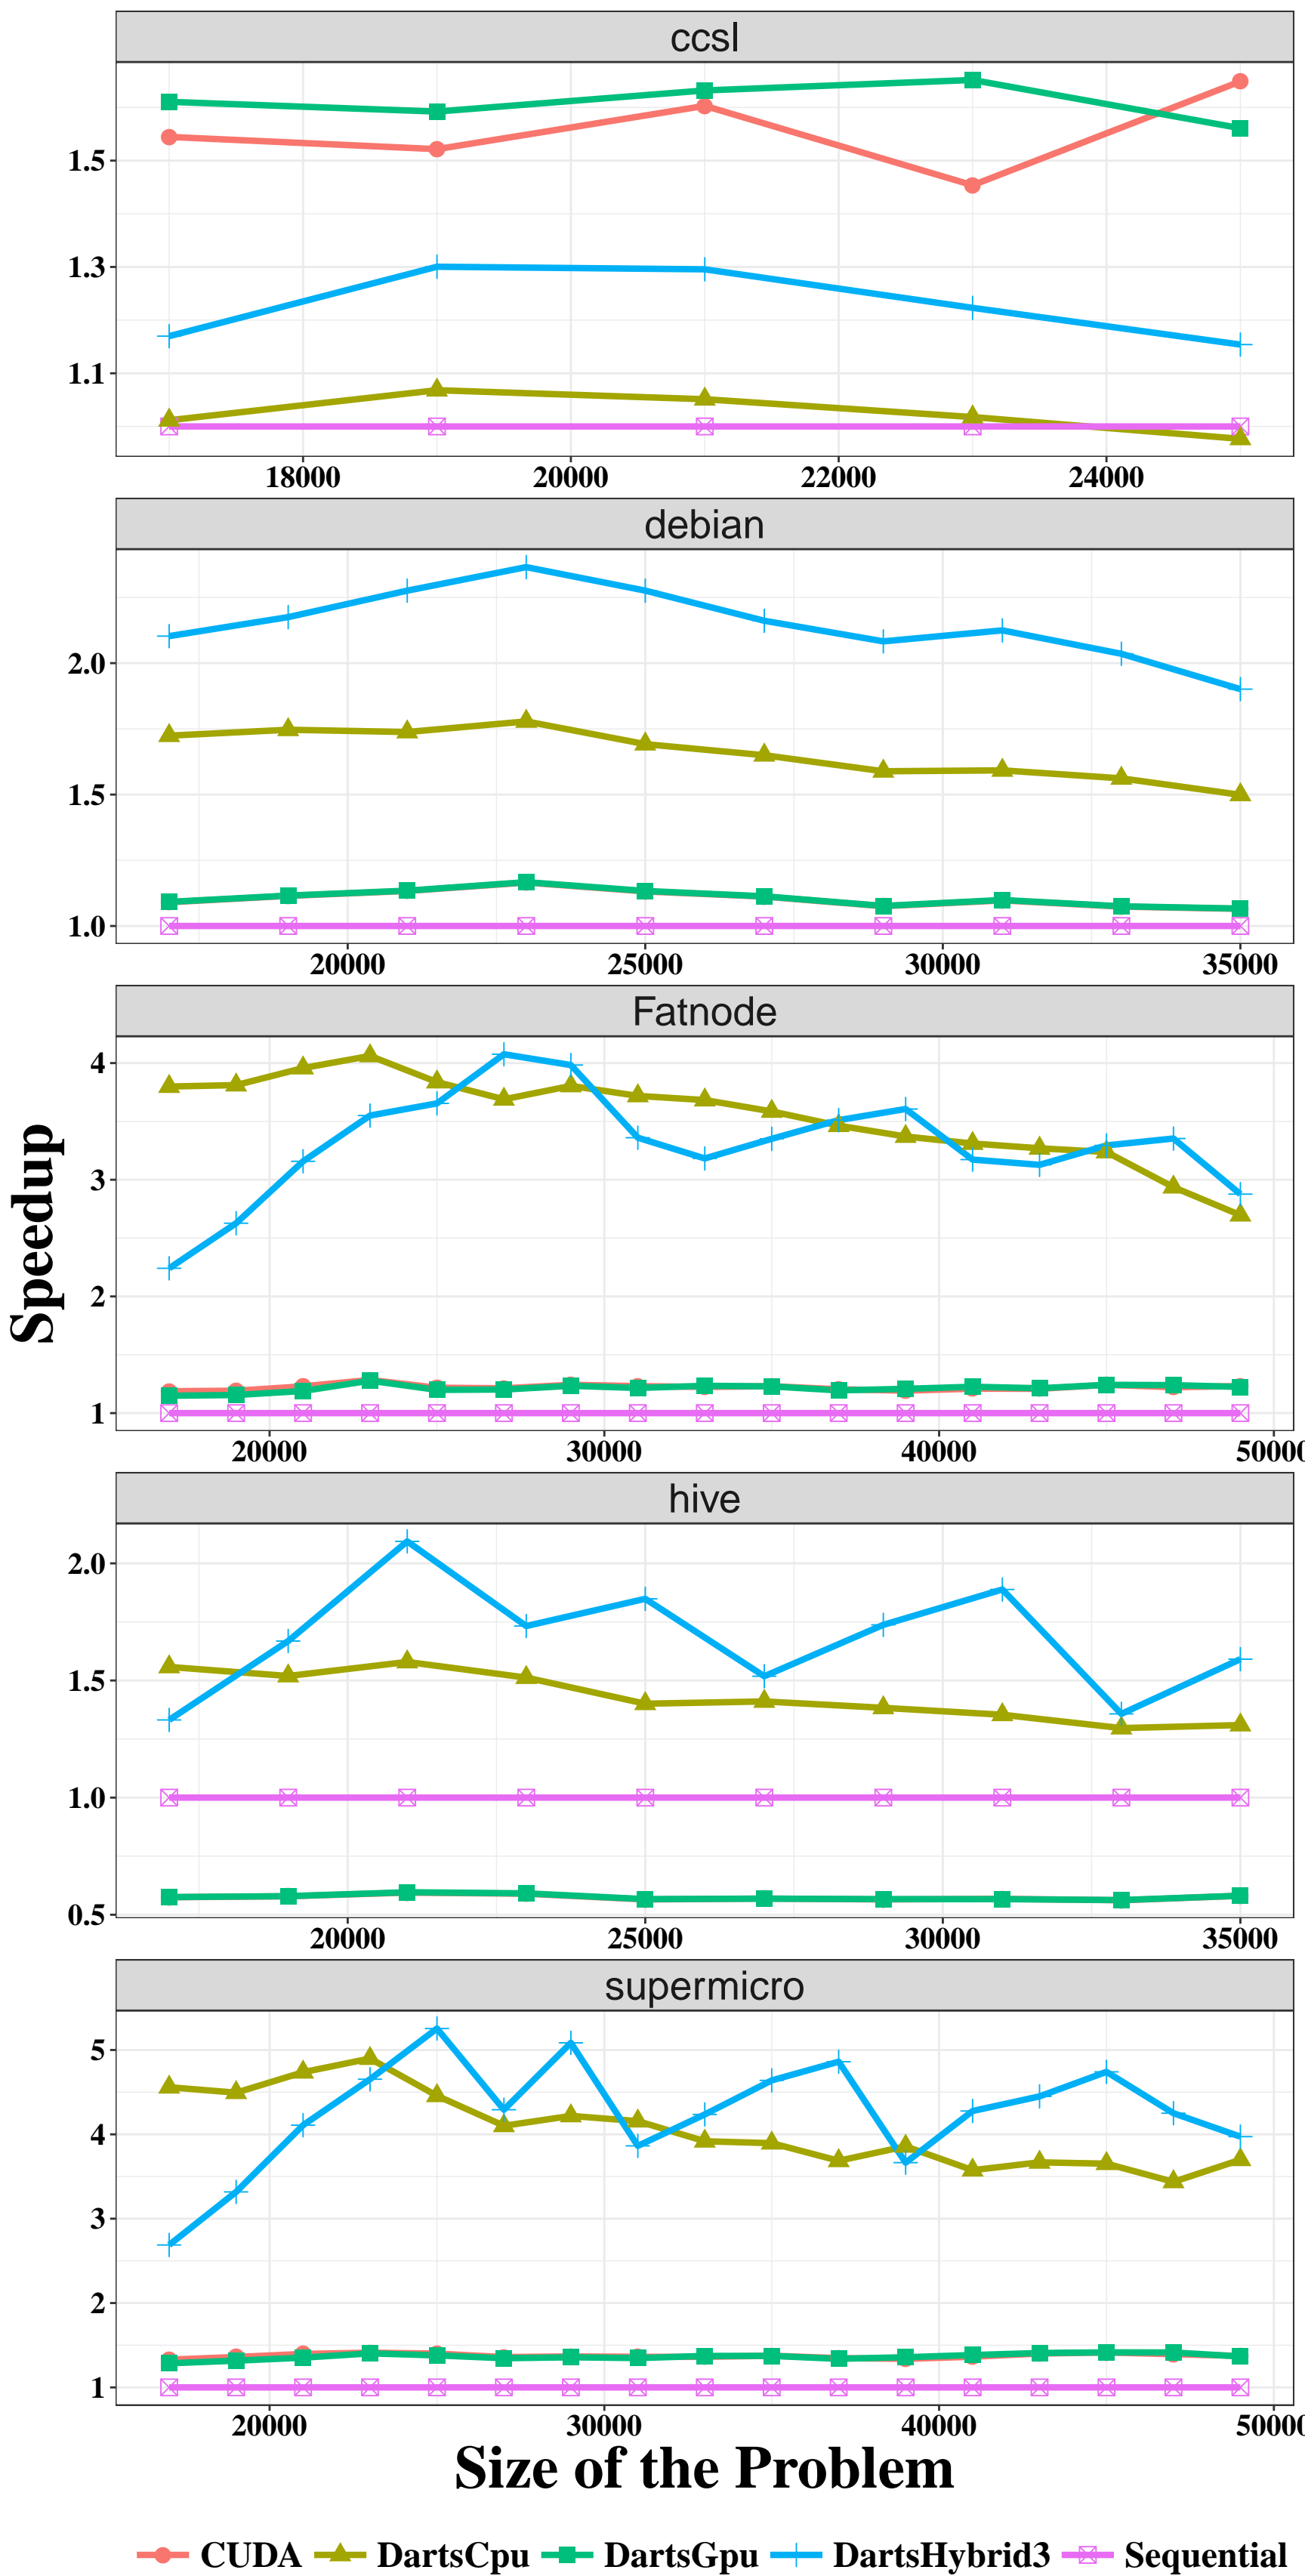 ccsl
1.5
1.3
1.1
18000 20000 22000 24000
debian
2.0
1.5
1.0
20000 25000 30000 35000
Fatnode
4
3
2
1
20000 30000 40000 50000
hive
2.0
1.5
1.0
0.5
20000 25000 30000 35000
supermicro
5
4
3
2
1
20000 30000 40000 50000
Speedup
Size of the Problem
CUDA DartsCpu DartsGpu DartsHybrid3 Sequential